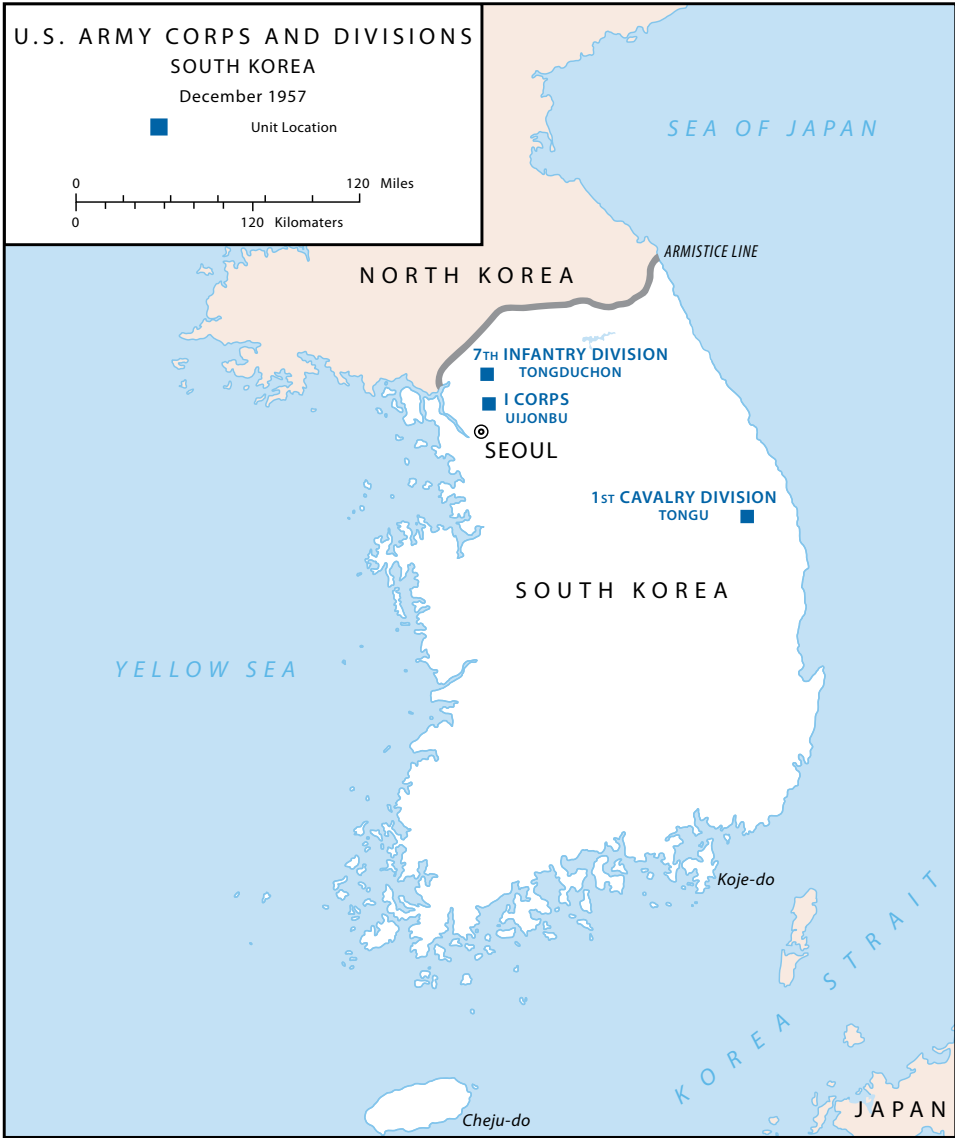 U.S. ARMY CORPS AND DIVISIONS
SOUTH KOREA
December 1957
Unit Location
0 120 Miles
0 120 Kilomaters
SEA OF JAPAN
ARMISTICE LINE
NORTH KOREA
7TH INFANTRY DIVISION
TONGDUCHON
I CORPS
UIJONBU
SEOUL
1ST CAVALRY DIVISION
TONGU
SOUTH KOREA
YELLOW SEA
Koje-do
KOREA STRAIT
JAPAN
Cheju-do